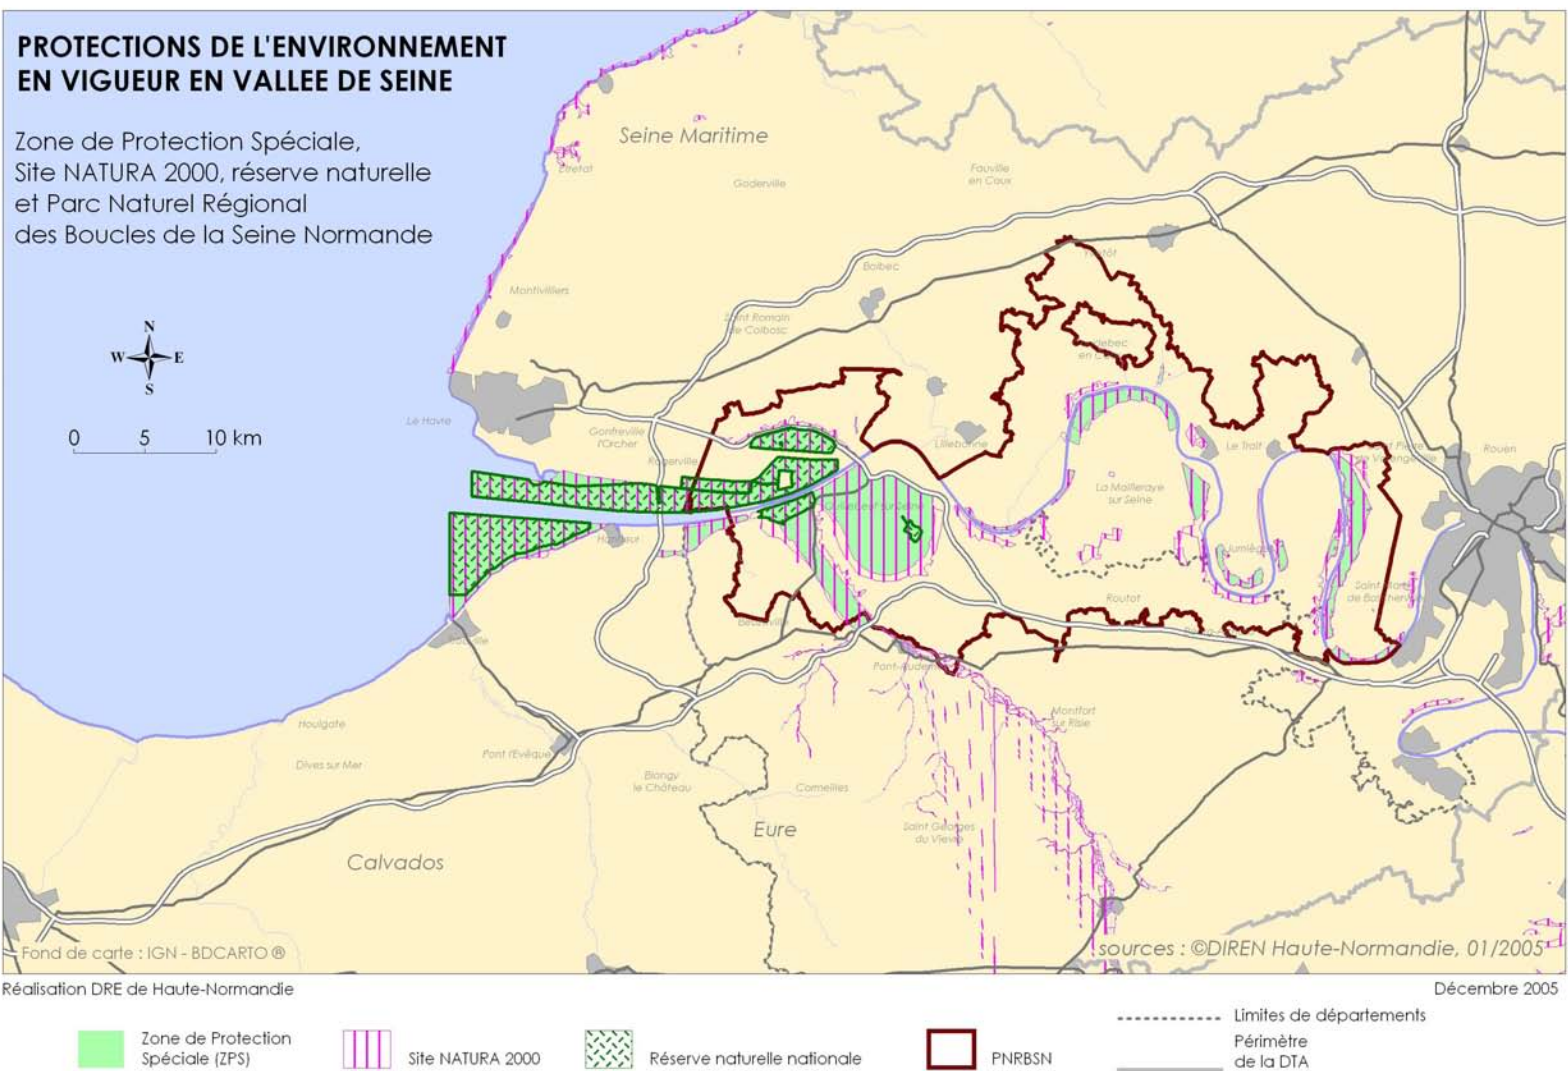 PROTECTIONS DE L'ENVIRONNEMENT
EN VIGUEUR EN VALLEE DE SEINE
Zone de Protection Spéciale,
Site NATURA 2000, réserve naturelle
et Parc Naturel Régional
des Boucles de la Seine Normande
N
W E
S
0 5 10 km
Seine Maritime
Etretat
Goderville
Fauville
en Caux
Bolbec
Montivilliers
Saint Romain
de Colbosc
en
Le Havre
Gonfreville
l'Orcher
Rogerville
Lillebonne
Le Trait
Rouen
La Mailleraye
sur Seine
Honfleur
Jumièges
Routot
Beuzeville
Pont-Audemer
Montfort
sur Risle
Houlgate
Dives sur Mer
Pont l'Evêque
Blangy
le Château
Cormeilles
Eure
Saint Georges
du Vièvre
Calvados
Fond de carte : IGN - BDCARTO ®
sources : ©DIREN Haute-Normandie, 01/2005
Réalisation DRE de Haute-Normandie
Décembre 2005
Zone de Protection
Spéciale (ZPS)
Site NATURA 2000
Réserve naturelle nationale
PNRBSN
Limites de départements
Périmètre
de la DTA